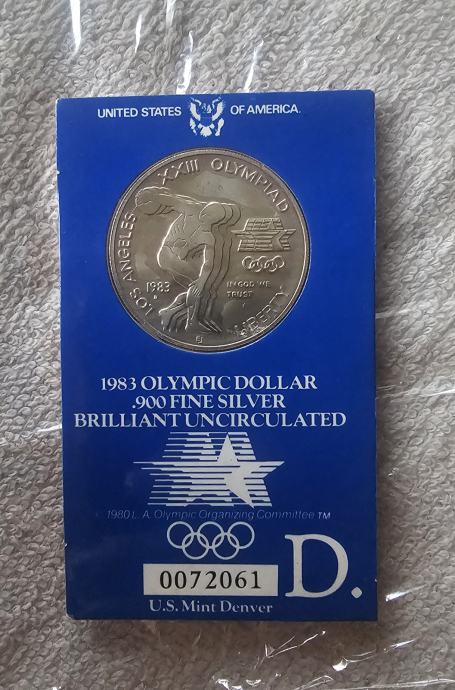 UNITED STATES OF AMERICA.
LOS ANGELES XXIII OLYMPIAD
1983
D
IN GOD WE
TRUST
LIBERTY
1983 OLYMPIC DOLLAR
.900 FINE SILVER
BRILLIANT UNCIRCULATED
© 1980 L. A. Olympic Organizing Committee TM
0072061
D.
U.S. Mint Denver